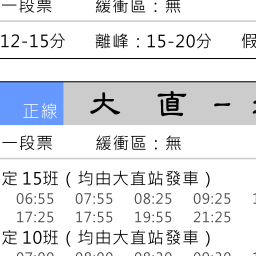 一段票 緩衝區：無
12-15分 離峰：15-20分 假
正線 大 直 -
一段票 緩衝區：無
定 15班（均由大直站發車）
06:55 07:55 08:25 09:25
17:25 17:55 19:55 21:25
定 10班（均由大直站發車）